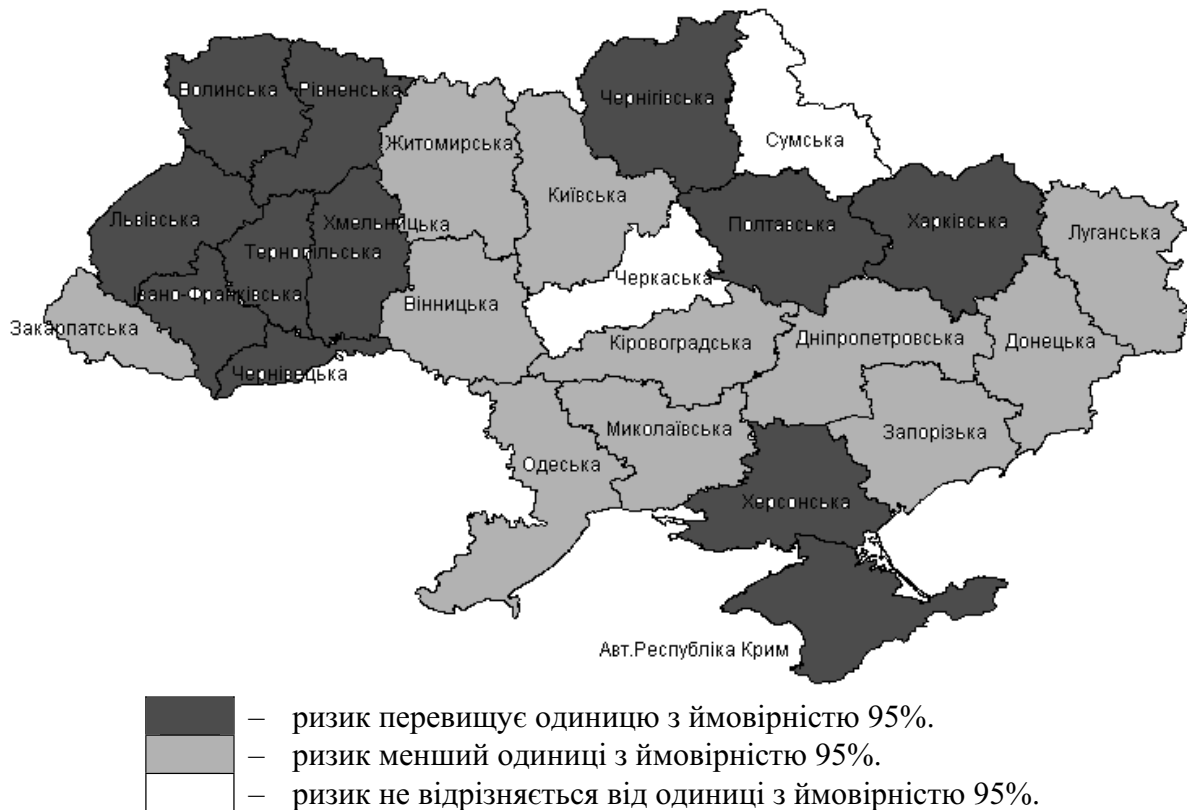 Волинська
Рівненська
Чернігівська
Житомирська
Сумська
Київська
Львівська
Хмельницька
Тернопільська
Полтавська
Харківська
Луганська
Черкаська
Івано-Франківська
Вінницька
Закарпатська
Кіровоградська
Дніпропетровська
Донецька
Чернівецька
Миколаївська
Запорізька
Одеська
Херсонська
Авт.Республіка Крим
– ризик перевищує одиницю з ймовірністю 95%.
– ризик менший одиниці з ймовірністю 95%.
– ризик не відрізняється від одиниці з ймовірністю 95%.